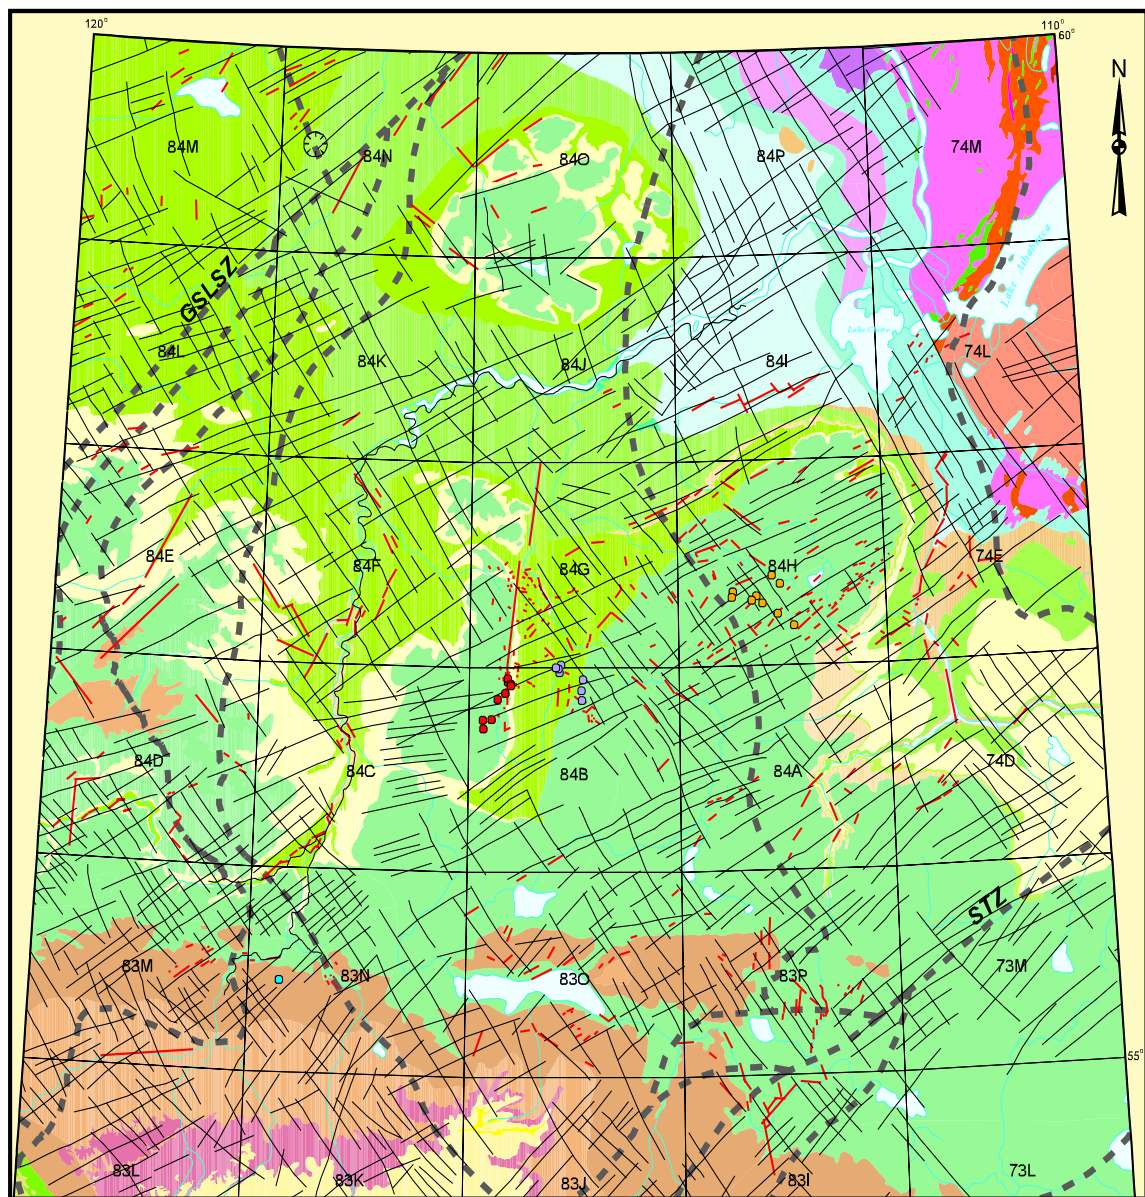 120°
110°
60°
N
84M
84N
84O
84P
74M
Lake Athabasca
GSLSZ
Lake Claire
84L
84K
84J
84I
74L
84E
84F
84G
84H
74E
84D
84C
84B
84A
74D
STZ
83M
83N
83O
83P
73M
55°
83L
83K
83J
83I
73L